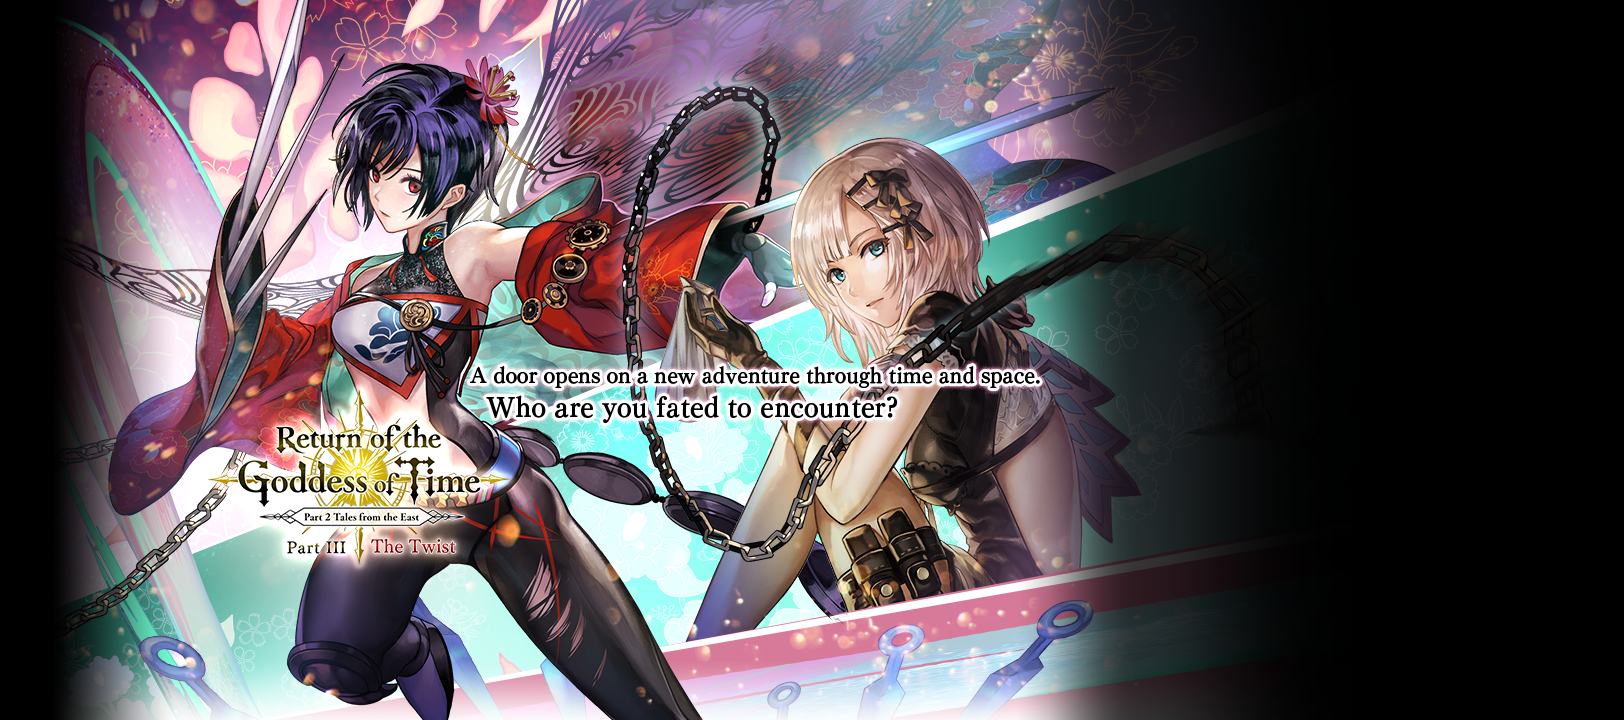 A door opens on a new adventure through time and space.
Who are you fated to encounter?
Return of the
Goddess of Time
Part 2 Tales from the East
Part III The Twist